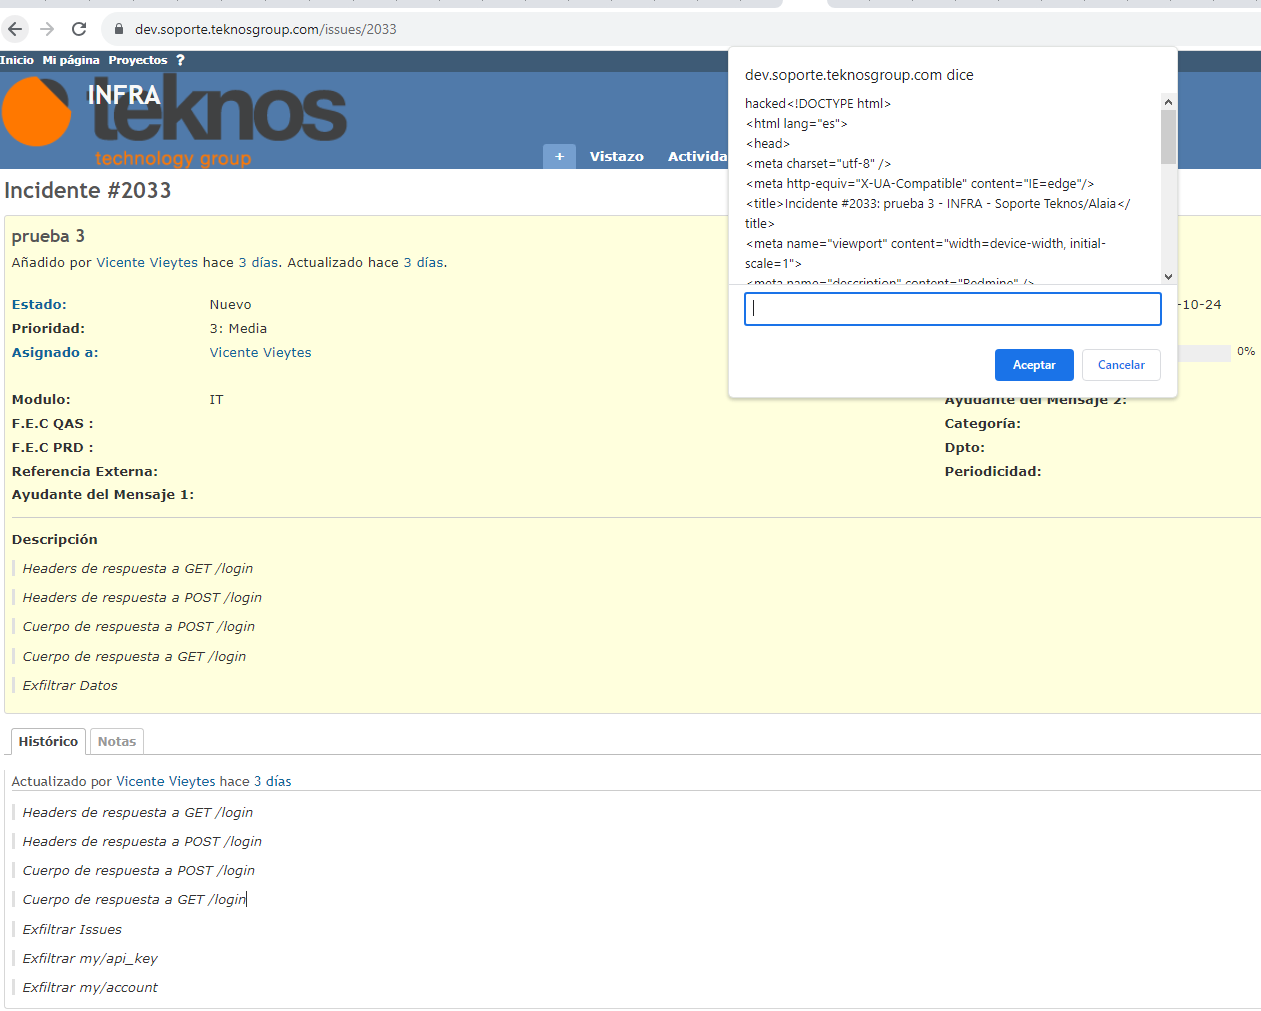 dev.soporte.teknosgroup.com/issues/2033
Inicio Mi página Proyectos ?
INFRA
teknos
technology group
+ Vistazo Activida
Incidente #2033
prueba 3
Añadido por Vicente Vieytes hace 3 días. Actualizado hace 3 días.
Estado: Nuevo
-10-24
Prioridad: 3: Media
Asignado a: Vicente Vieytes
0%
Modulo: IT
Ayudante del Mensaje 2:
F.E.C QAS :
Categoría:
F.E.C PRD :
Dpto:
Referencia Externa:
Periodicidad:
Ayudante del Mensaje 1:
Descripción
Headers de respuesta a GET /login
Headers de respuesta a POST /login
Cuerpo de respuesta a POST /login
Cuerpo de respuesta a GET /login
Exfiltrar Datos
Histórico Notas
Actualizado por Vicente Vieytes hace 3 días
Headers de respuesta a GET /login
Headers de respuesta a POST /login
Cuerpo de respuesta a POST /login
Cuerpo de respuesta a GET /login
Exfiltrar Issues
Exfiltrar my/api_key
Exfiltrar my/account
dev.soporte.teknosgroup.com dice
hacked<!DOCTYPE html>
<html lang="es">
<head>
<meta charset="utf-8" />
<meta http-equiv="X-UA-Compatible" content="IE=edge"/>
<title>Incidente #2033: prueba 3 - INFRA - Soporte Teknos/Alaia</
title>
<meta name="viewport" content="width=device-width, initial-
scale=1">
<meta name="description" content="Redmine" />
Aceptar Cancelar